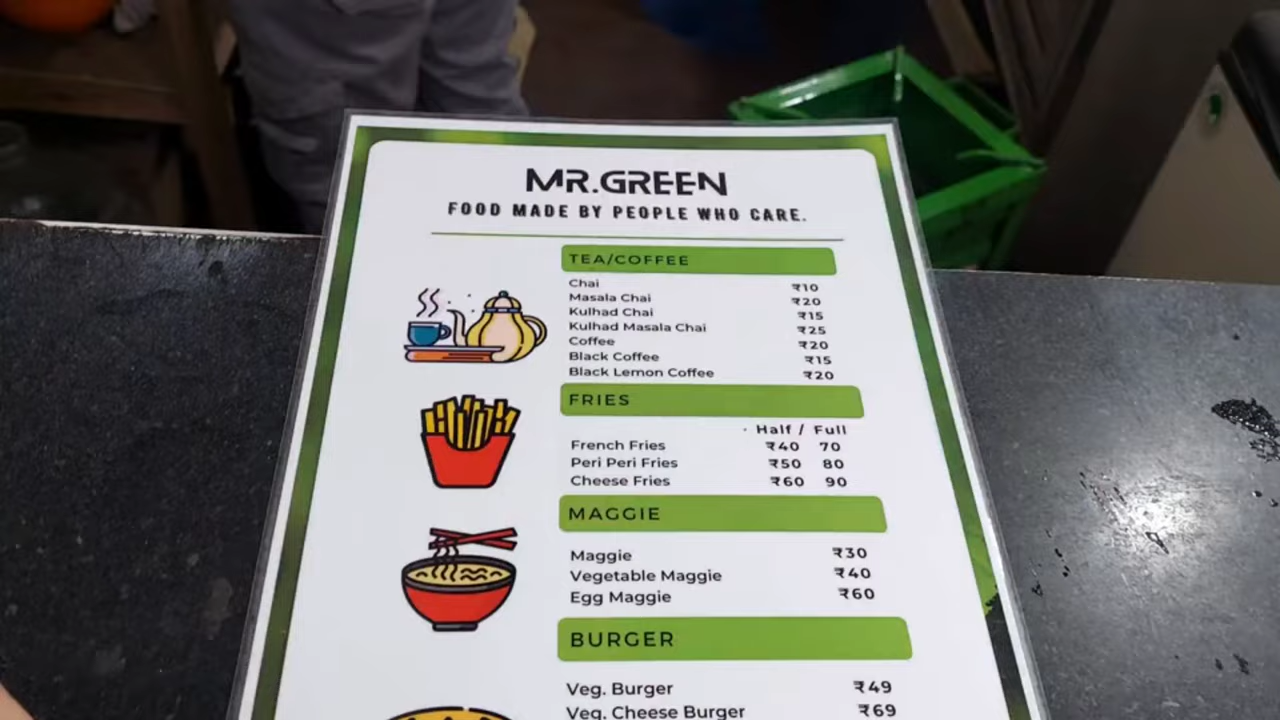 MR.GREEN
FOOD MADE BY PEOPLE WHO CARE.
TEA/COFFEE
Chai ₹10
Masala Chai ₹20
Kulhad Chai ₹15
Kulhad Masala Chai ₹25
Coffee ₹20
Black Coffee ₹15
Black Lemon Coffee ₹20
FRIES
Half / Full
French Fries ₹40 70
Peri Peri Fries ₹50 80
Cheese Fries ₹60 90
MAGGIE
Maggie ₹30
Vegetable Maggie ₹40
Egg Maggie ₹60
BURGER
Veg. Burger ₹49
Veg. Cheese Burger ₹69